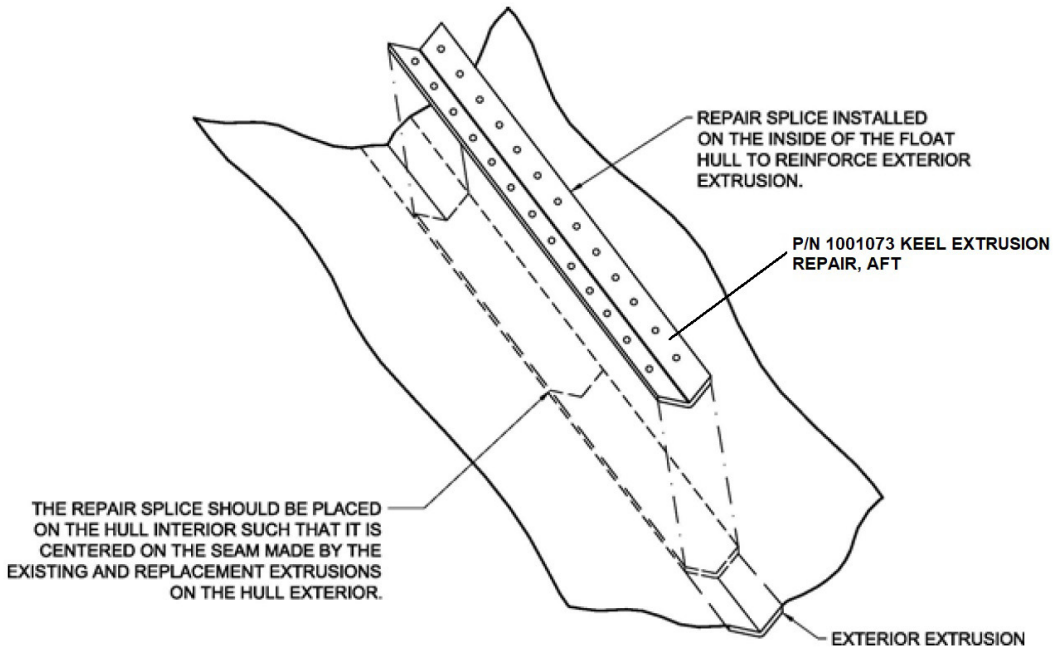 REPAIR SPLICE INSTALLED
ON THE INSIDE OF THE FLOAT
HULL TO REINFORCE EXTERIOR
EXTRUSION.
P/N 1001073 KEEL EXTRUSION
REPAIR, AFT
THE REPAIR SPLICE SHOULD BE PLACED
ON THE HULL INTERIOR SUCH THAT IT IS
CENTERED ON THE SEAM MADE BY THE
EXISTING AND REPLACEMENT EXTRUSIONS
ON THE HULL EXTERIOR.
EXTERIOR EXTRUSION